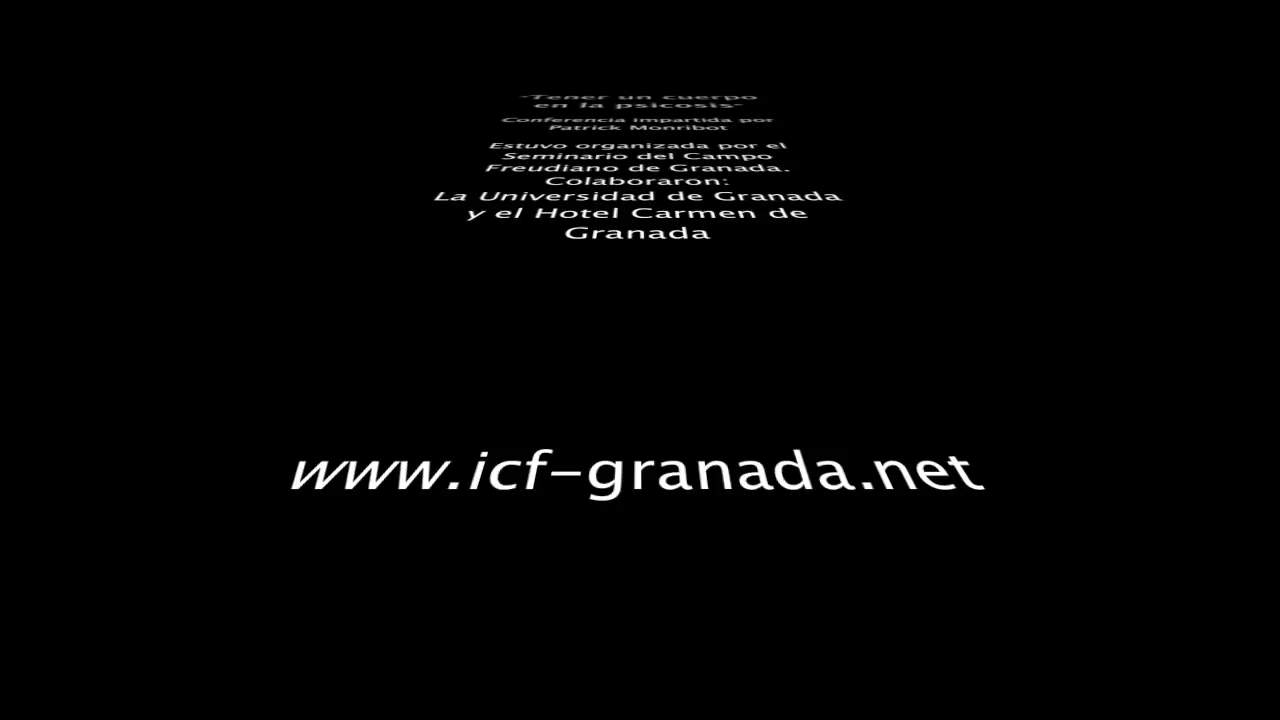 "Tener un cuerpo
en la psicosis"
Conferencia impartida por
Patrick Monribot
Estuvo organizada por el
Seminario del Campo
Freudiano de Granada.
Colaboraron:
La Universidad de Granada
y el Hotel Carmen de
Granada
www.icf-granada.net